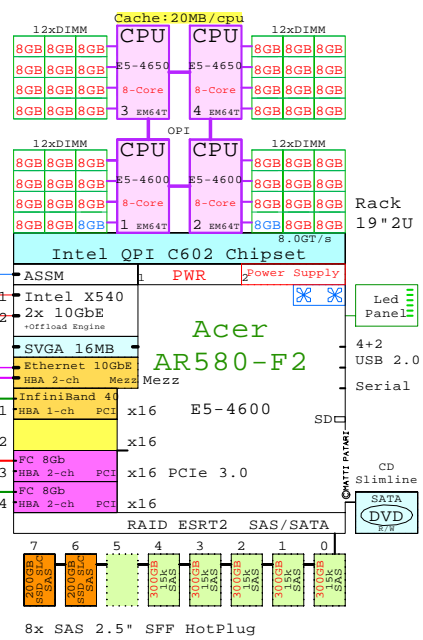 Cache:20MB/cpu
12xDIMM
12xDIMM
CPU
CPU
8GB 8GB 8GB
8GB 8GB 8GB
E5-4650
E5-4650
8GB 8GB 8GB
8GB 8GB 8GB
8GB 8GB 8GB
8-Core
8-Core
8GB 8GB 8GB
8GB 8GB 8GB
3 EM64T
4 EM64T
8GB 8GB 8GB
QPI
12xDIMM
12xDIMM
CPU
CPU
8GB 8GB 8GB
8GB 8GB 8GB
8GB 8GB 8GB
E5-4600
E5-4600
8GB 8GB 8GB
8GB 8GB 8GB
8-Core
8-Core
8GB 8GB 8GB
8GB 8GB 8GB
1 EM64T
2 EM64T
8GB 8GB 8GB
Rack
19"2U
8.0GT/s
Intel QPI C602 Chipset
ASSM
1 PWR
2 Power Supply
1
Intel X540
2
2x 10GbE
+Offload Engine
Led
Panel
SVGA 16MB
Acer
AR580-F2
Ethernet 10GbE
HBA 2-ch Mezz
Mezz
4+2
USB 2.0
Serial
InfiniBand 40
1
HBA 1-ch PCI
x16
E5-4600
SD
2
x16
FC 8Gb
3
HBA 2-ch PCI
x16 PCIe 3.0
FC 8Gb
4
HBA 2-ch PCI
x16
©MATTI PATARI
CD
Slimline
SATA
DVD
R/W
RAID ESRT2 SAS/SATA
7
6
5
4
3
2
1
0
200GB
SSD SLC
SAS
200GB
SSD SLC
SAS
300GB
15k
SAS
300GB
15k
SAS
300GB
15k
SAS
300GB
15k
SAS
300GB
15k
SAS
8x SAS 2.5" SFF HotPlug